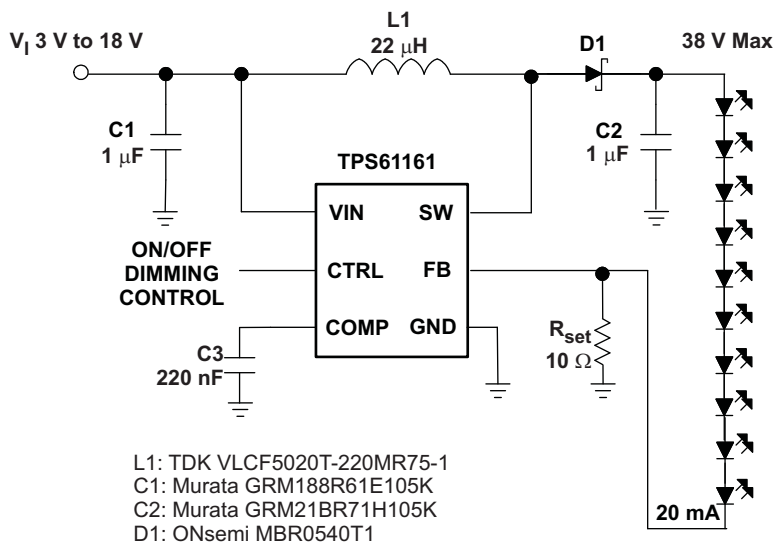 L1
22 μH
V_I 3 V to 18 V
D1
38 V Max
C1
1 μF
C2
1 μF
TPS61161
VIN
SW
ON/OFF
DIMMING
CONTROL
CTRL
FB
COMP
GND
C3
220 nF
R_set
10 Ω
L1: TDK VLCF5020T-220MR75-1
C1: Murata GRM188R61E105K
C2: Murata GRM21BR71H105K
D1: ONsemi MBR0540T1
20 mA